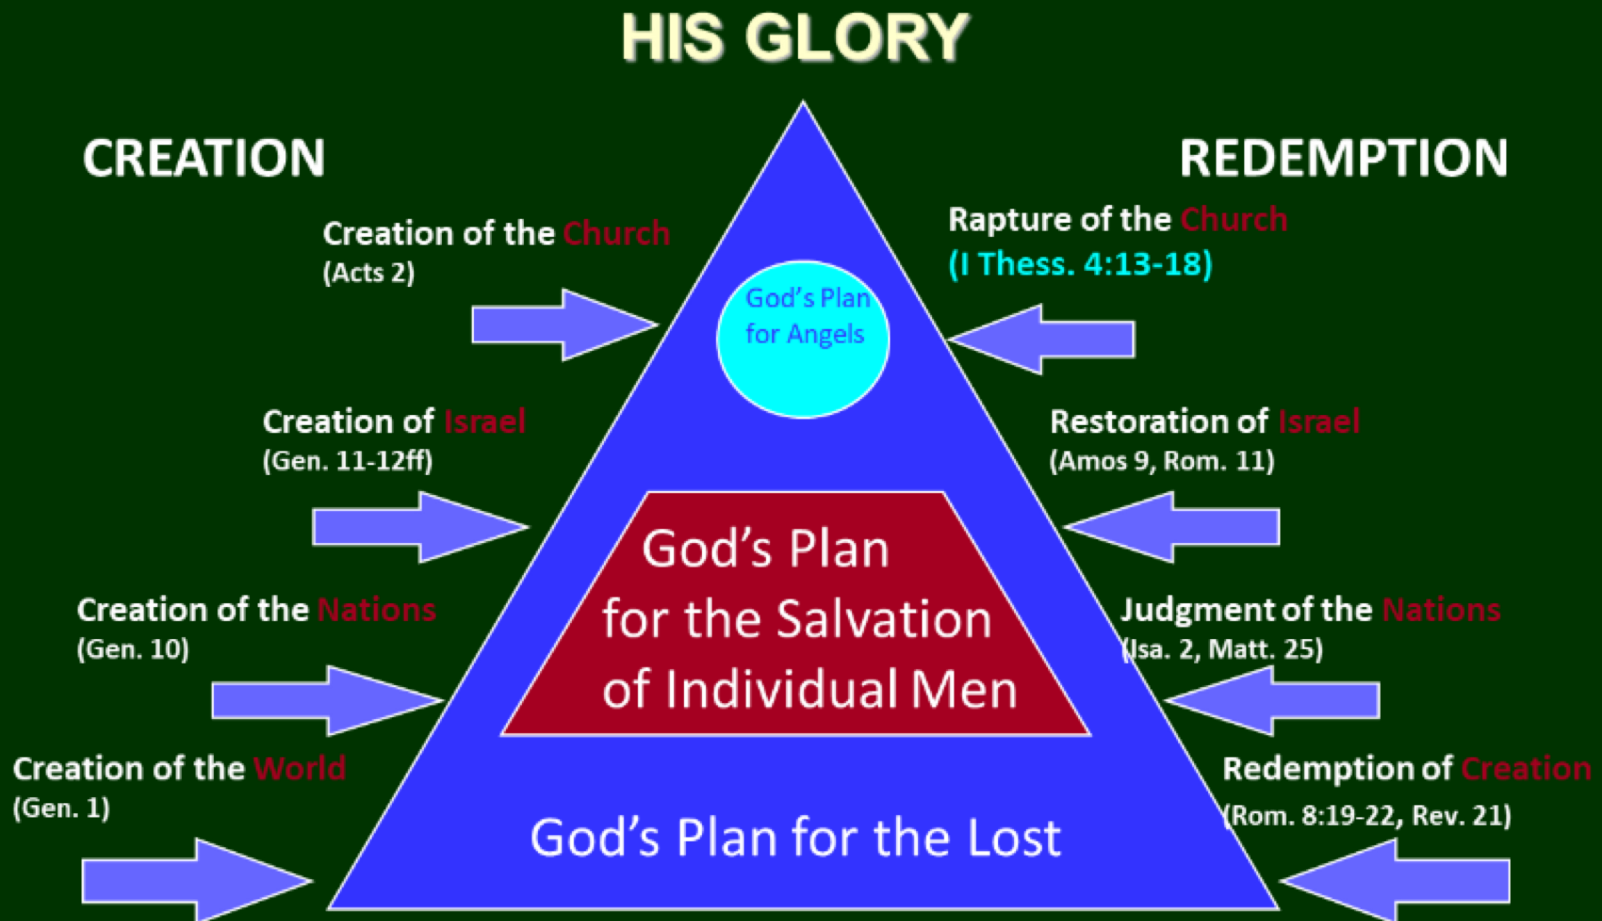 HIS GLORY
CREATION
REDEMPTION
Creation of the Church
(Acts 2)
Rapture of the Church
(I Thess. 4:13-18)
God's Plan
for Angels
Creation of Israel
(Gen. 11-12ff)
Restoration of Israel
(Amos 9, Rom. 11)
God's Plan
for the Salvation
of Individual Men
Creation of the Nations
(Gen. 10)
Judgment of the Nations
(Isa. 2, Matt. 25)
Creation of the World
(Gen. 1)
Redemption of Creation
(Rom. 8:19-22, Rev. 21)
God's Plan for the Lost